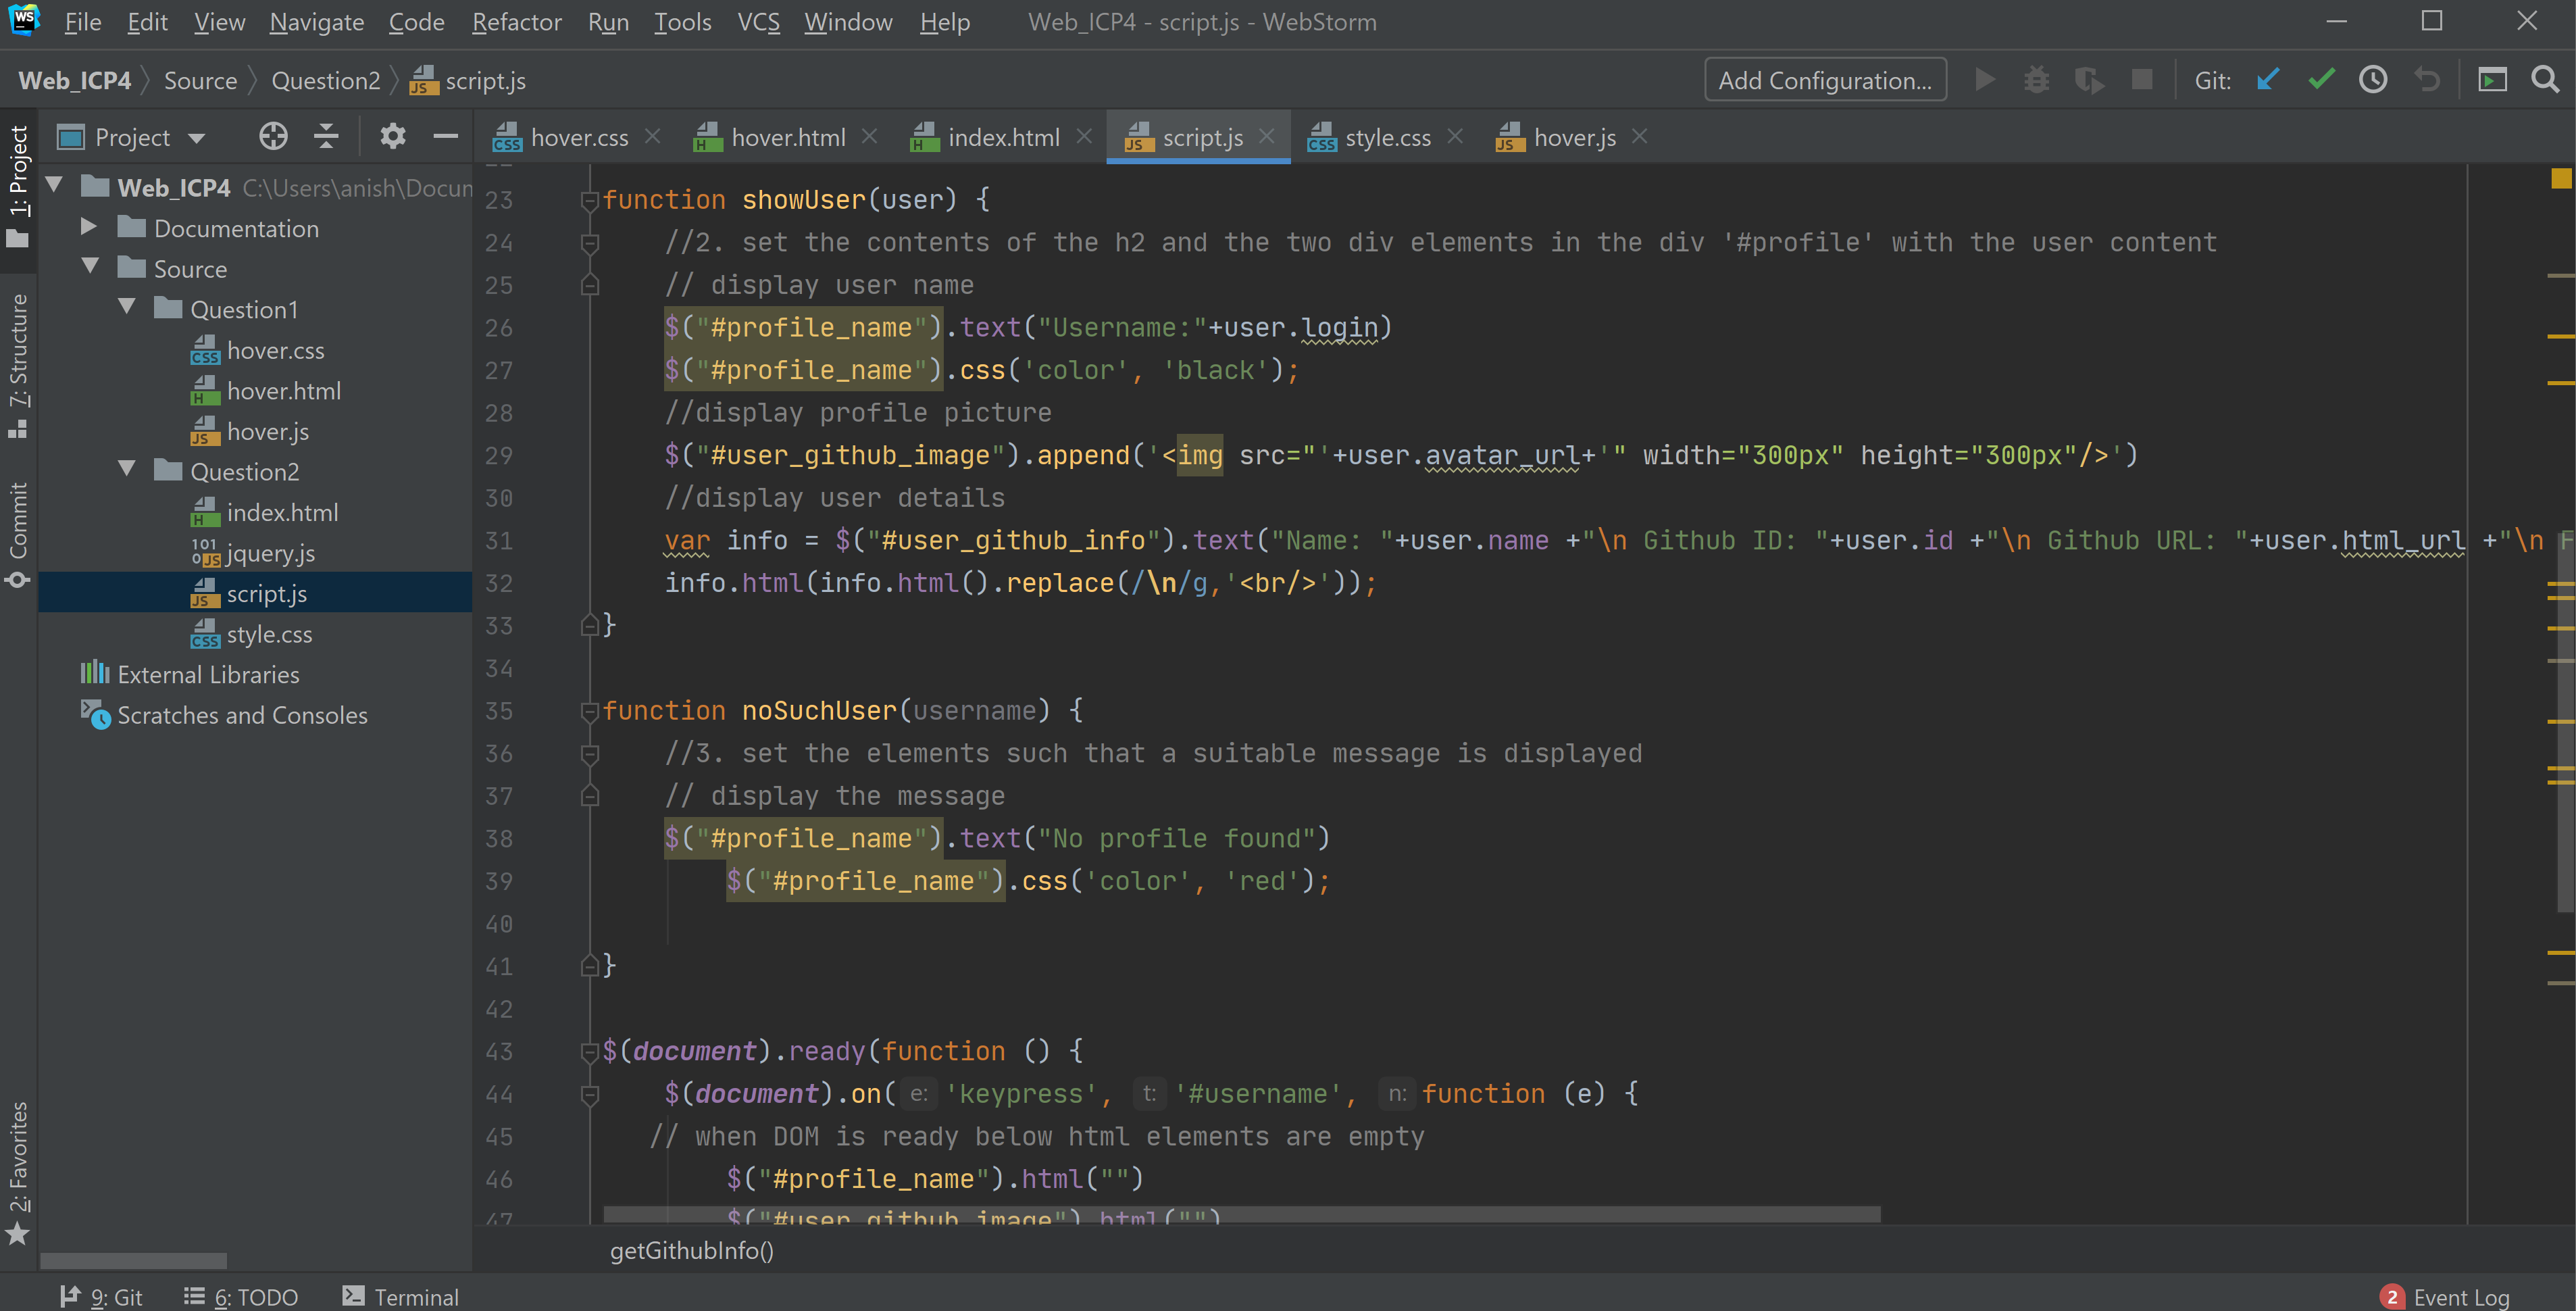 WS File Edit View Navigate Code Refactor Run Tools VCS Window Help Web_ICP4 - script.js - WebStorm
Web_ICP4 Source Question2 script.js Add Configuration... Git:
1: Project
7: Structure
Commit
2: Favorites
Project
Web_ICP4 C:\Users\anish\Docun
Documentation
Source
Question1
hover.css
hover.html
hover.js
Question2
index.html
jquery.js
script.js
style.css
External Libraries
Scratches and Consoles
hover.css hover.html index.html script.js style.css hover.js
23 function showUser(user) {
24 //2. set the contents of the h2 and the two div elements in the div '#profile' with the user content
25 // display user name
26 $("#profile_name").text("Username:"+user.login)
27 $("#profile_name").css('color', 'black');
28 //display profile picture
29 $("#user_github_image").append('<img src="'+user.avatar_url+'" width="300px" height="300px"/>')
30 //display user details
31 var info = $("#user_github_info").text("Name: "+user.name +"\n Github ID: "+user.id +"\n Github URL: "+user.html_url +"\n F
32 info.html(info.html().replace(/\n/g,'<br/>'));
33 }
34
35 function noSuchUser(username) {
36 //3. set the elements such that a suitable message is displayed
37 // display the message
38 $("#profile_name").text("No profile found")
39 $("#profile_name").css('color', 'red');
40
41 }
42
43 $(document).ready(function () {
44 $(document).on( e: 'keypress', t: '#username', n: function (e) {
45 // when DOM is ready below html elements are empty
46 $("#profile_name").html("")
47 $("#user_github_image").html("")
getGithubInfo()
9: Git 6: TODO Terminal 2 Event Log